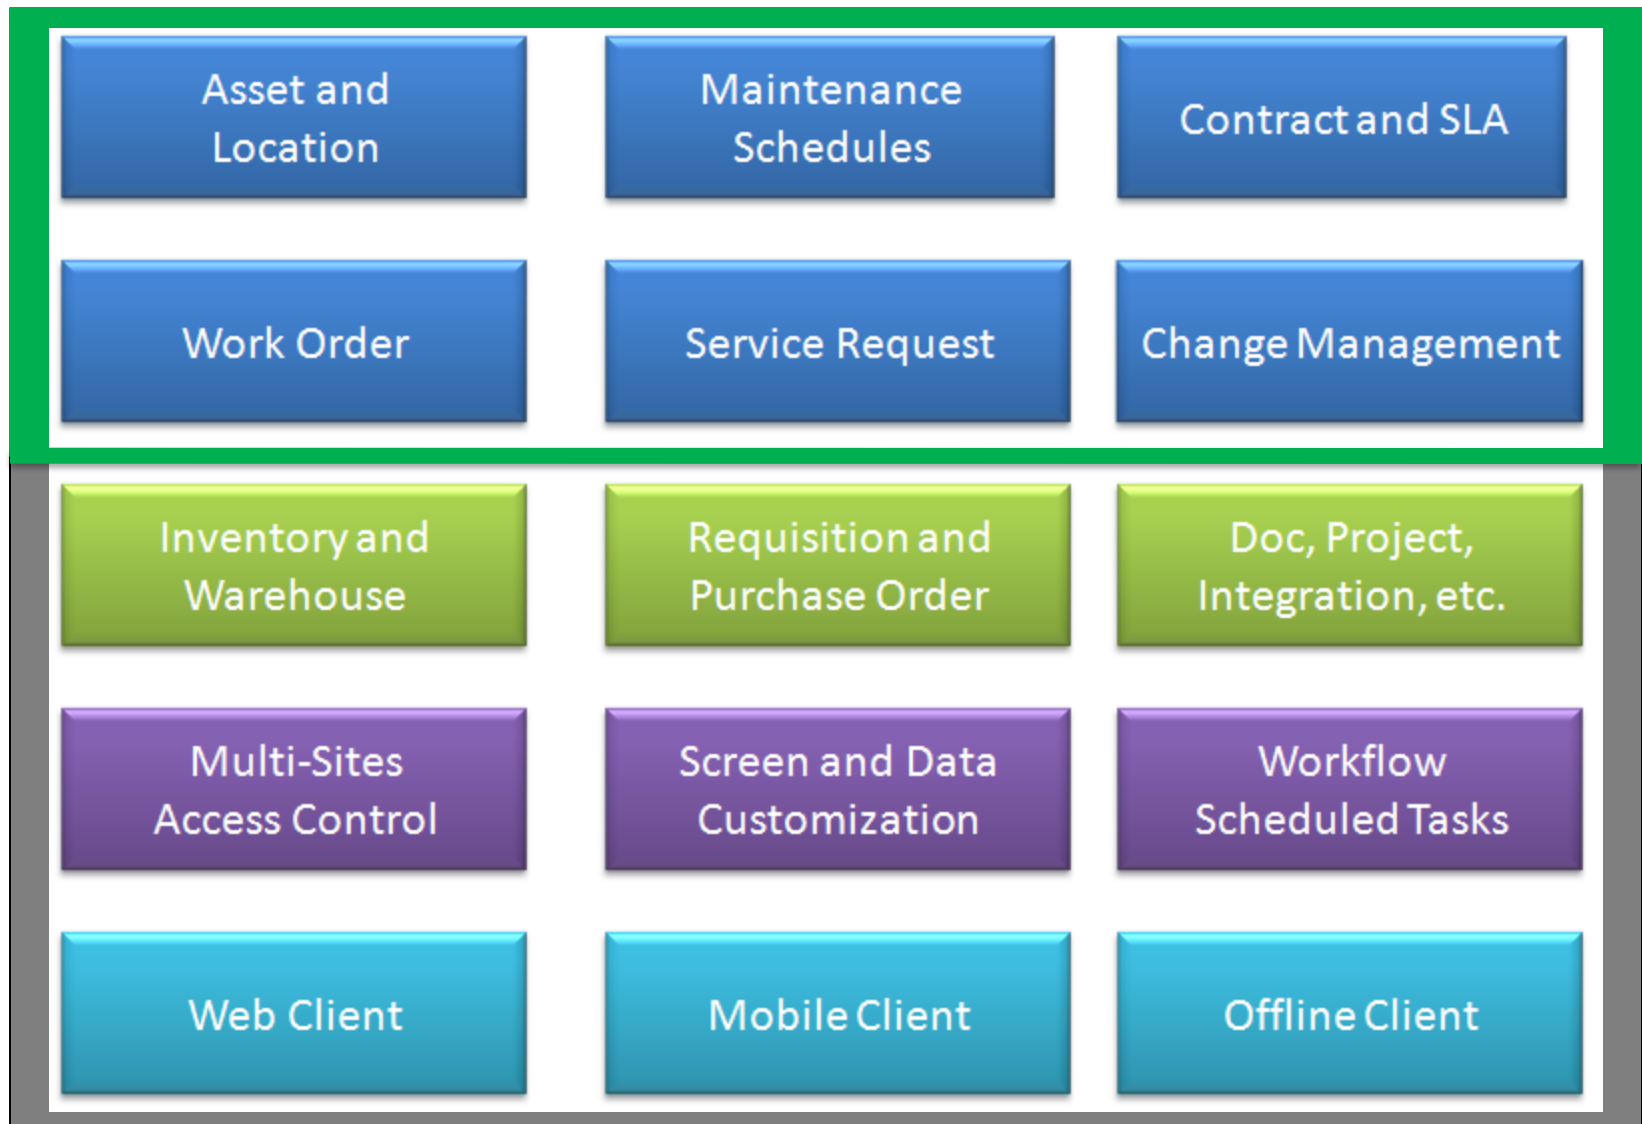 Asset and
Location
Maintenance
Schedules
Contract and SLA
Work Order
Service Request
Change Management
Inventory and
Warehouse
Requisition and
Purchase Order
Doc, Project,
Integration, etc.
Multi-Sites
Access Control
Screen and Data
Customization
Workflow
Scheduled Tasks
Web Client
Mobile Client
Offline Client